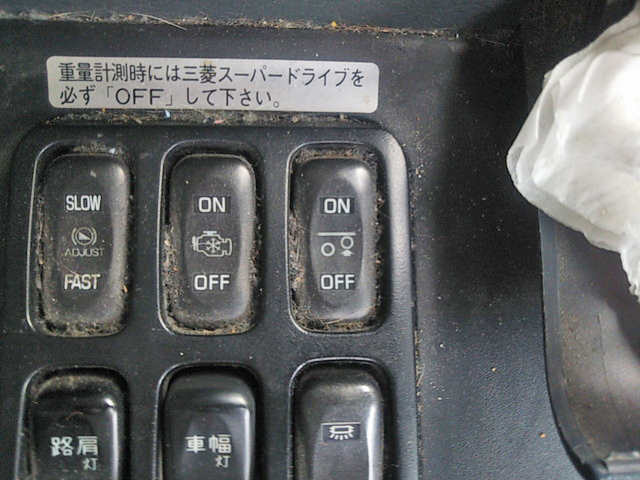 重量計測時には三菱スーパードライブを
必ず「OFF」して下さい。
SLOW
ADJUST
FAST
ON
OFF
ON
OFF
路肩
灯
車幅
灯